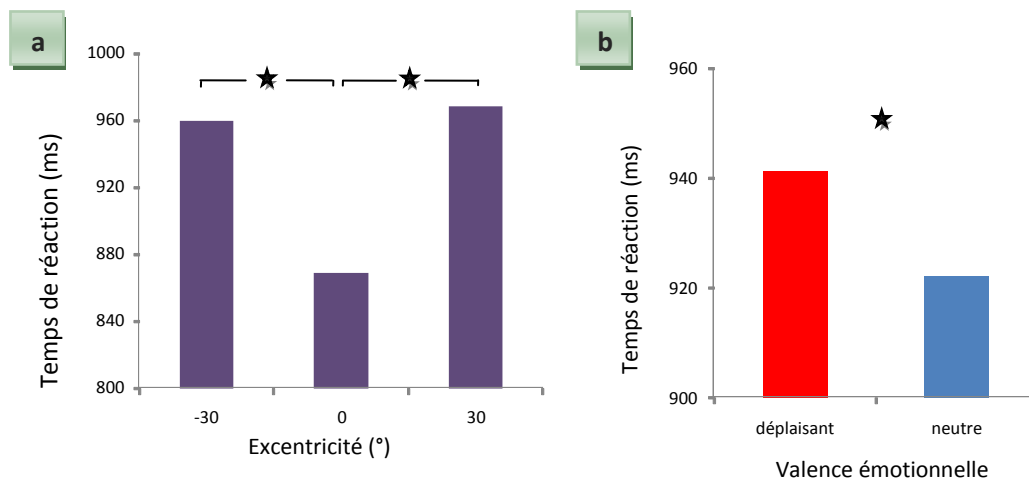 a
1000
960
920
880
840
800
-30
0
30
Temps de réaction (ms)
Excentricité (°)
b
960
940
920
900
déplaisant
neutre
Temps de réaction (ms)
Valence émotionnelle